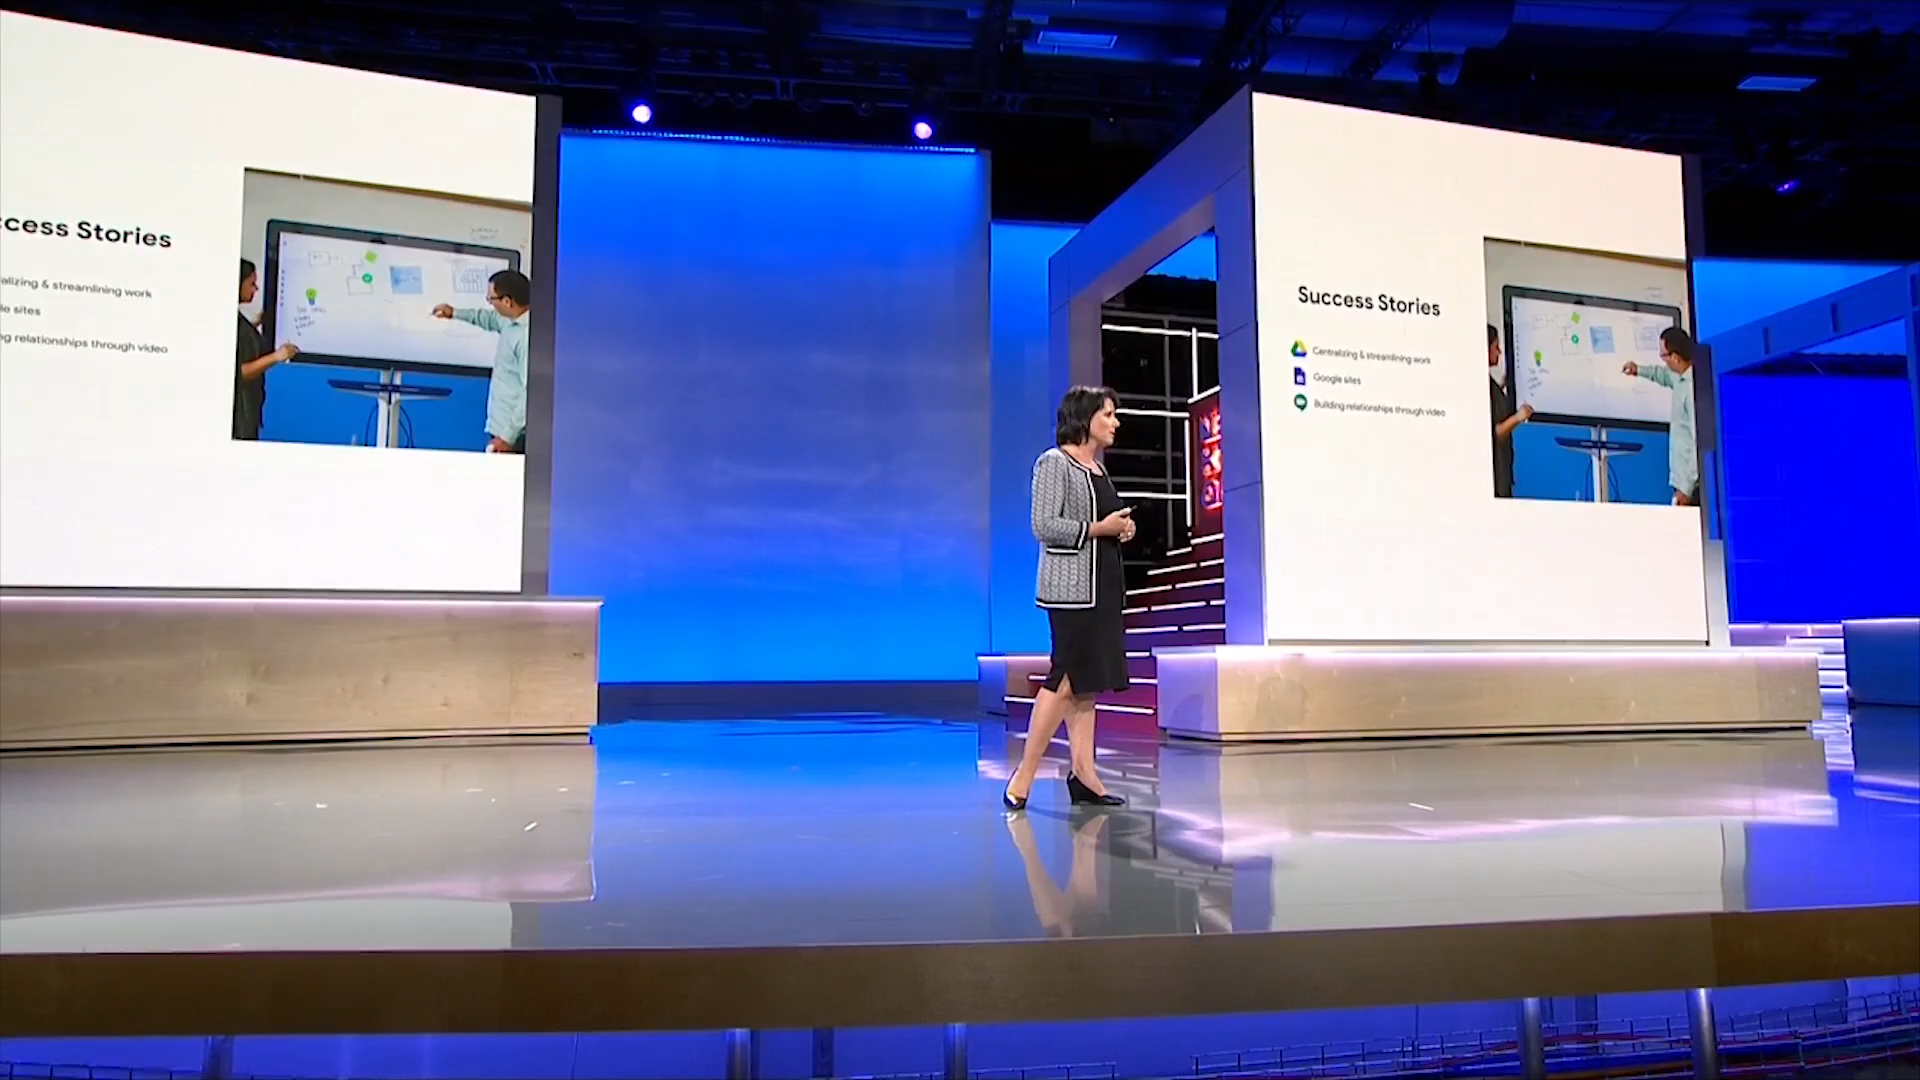 ccess Stories
alizing & streamlining work
le sites
ng relationships through video
Success Stories
Centralizing & streamlining work
Google sites
Building relationships through video